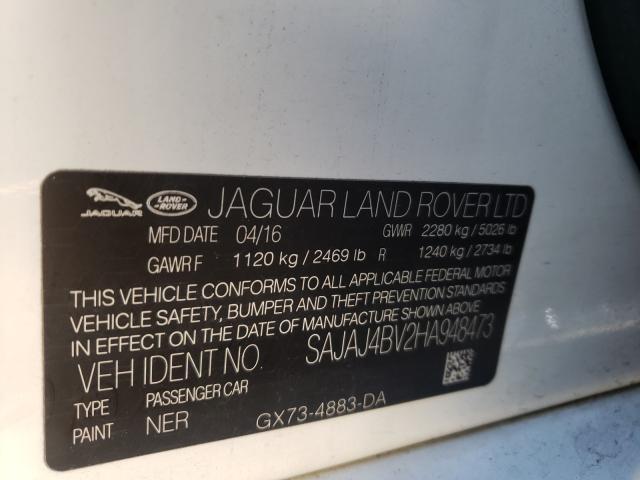 JAGUAR LAND-ROVER JAGUAR LAND ROVER LTD
MFD DATE 04/16 GWR 2280 kg / 5026 lb
GAWR F 1120 kg / 2469 lb R 1240 kg / 2734 lb
THIS VEHICLE CONFORMS TO ALL APPLICABLE FEDERAL MOTOR
VEHICLE SAFETY, BUMPER AND THEFT PREVENTION STANDARDS
IN EFFECT ON THE DATE OF MANUFACTURE SHOWN ABOVE.
VEH IDENT NO. SAJAJ4BV2HA948473
TYPE PASSENGER CAR
PAINT NER GX73-4883-DA